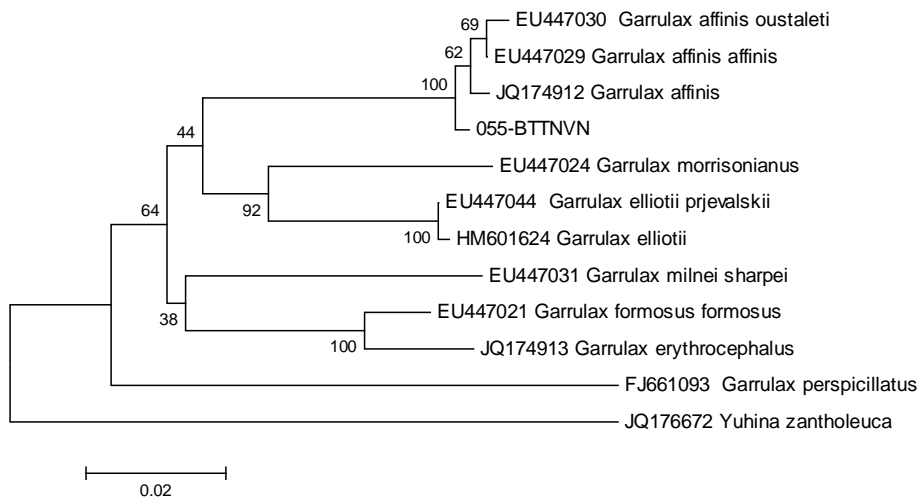 69 EU447030 Garrulax affinis oustaleti
62 EU447029 Garrulax affinis affinis
100 JQ174912 Garrulax affinis
055-BTTNVN
44
EU447024 Garrulax morrisonianus
64 92 EU447044 Garrulax elliotii prjevalskii
100 HM601624 Garrulax elliotii
EU447031 Garrulax milnei sharpei
38 EU447021 Garrulax formosus formosus
100 JQ174913 Garrulax erythrocephalus
FJ661093 Garrulax perspicillatus
JQ176672 Yuhina zantholeuca
0.02